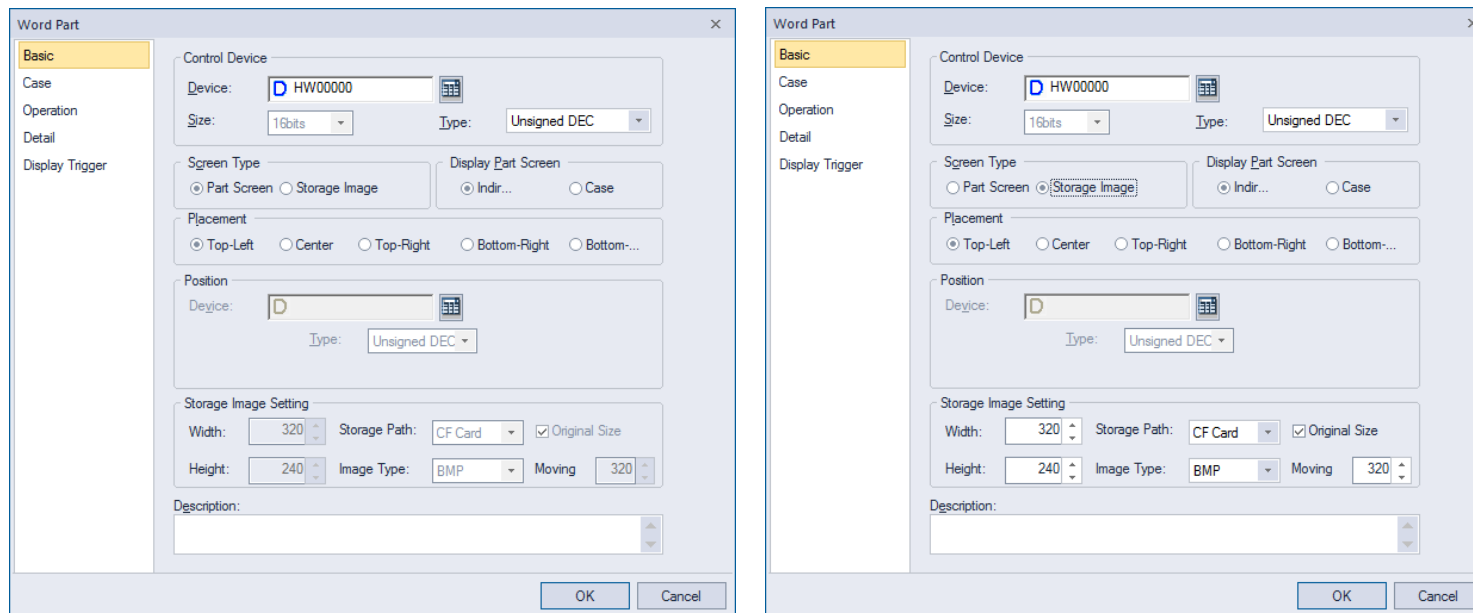 Word Part
Basic
Case
Operation
Detail
Display Trigger
Control Device
Device: D HW00000
Size: 16bits Type: Unsigned DEC
Screen Type
Part Screen Storage Image
Display Part Screen
Indir... Case
Placement
Top-Left Center Top-Right Bottom-Right Bottom-...
Position
Device: D
Type: Unsigned DEC
Storage Image Setting
Width: 320 Storage Path: CF Card Original Size
Height: 240 Image Type: BMP Moving 320
Description:
OK Cancel
Word Part
Basic
Case
Operation
Detail
Display Trigger
Control Device
Device: D HW00000
Size: 16bits Type: Unsigned DEC
Screen Type
Part Screen Storage Image
Display Part Screen
Indir... Case
Placement
Top-Left Center Top-Right Bottom-Right Bottom-...
Position
Device: D
Type: Unsigned DEC
Storage Image Setting
Width: 320 Storage Path: CF Card Original Size
Height: 240 Image Type: BMP Moving 320
Description:
OK Cancel